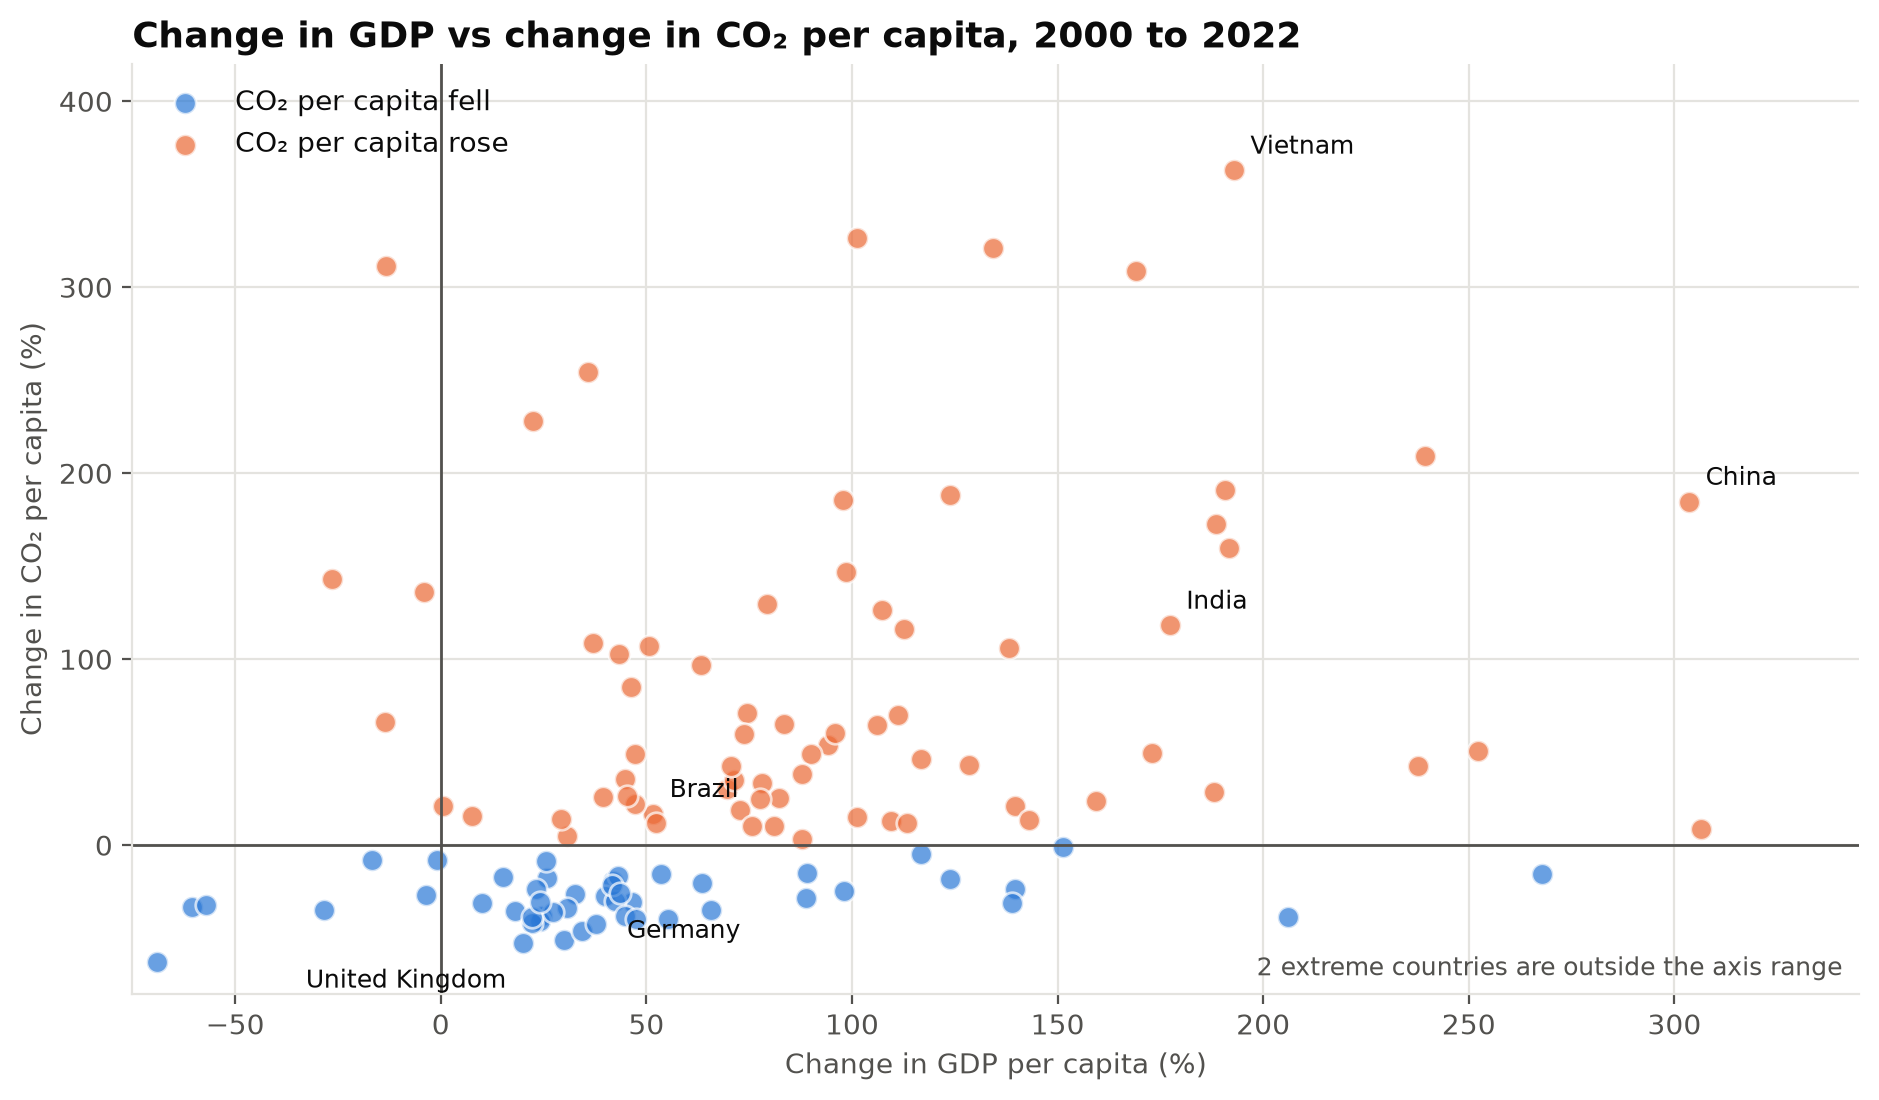 Change in GDP vs change in CO₂ per capita, 2000 to 2022
CO₂ per capita fell
CO₂ per capita rose
Change in CO₂ per capita (%)
400
300
200
100
0
Vietnam
China
India
Brazil
Germany
United Kingdom
2 extreme countries are outside the axis range
−50
0
50
100
150
200
250
300
Change in GDP per capita (%)